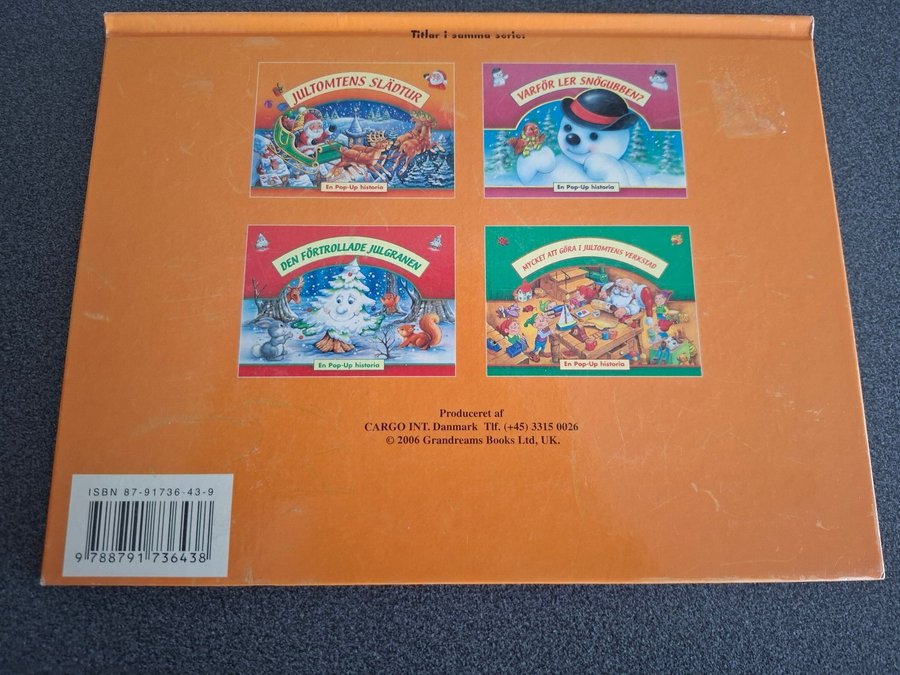 Titlar i samma serie:
JULTOMTENS SLÄDTUR
En Pop-Up historia
VARFÖR LER SNÖGUBBEN?
En Pop-Up historia
DEN FÖRTROLLADE JULGRANEN
En Pop-Up historia
MYCKET ATT GÖRA I JULTOMTENS VERKSTAD
En Pop-Up historia
Produceret af
CARGO INT. Danmark Tlf. (+45) 3315 0026
© 2006 Grandreams Books Ltd, UK.
ISBN 87-91736-43-9
9 788791 736438